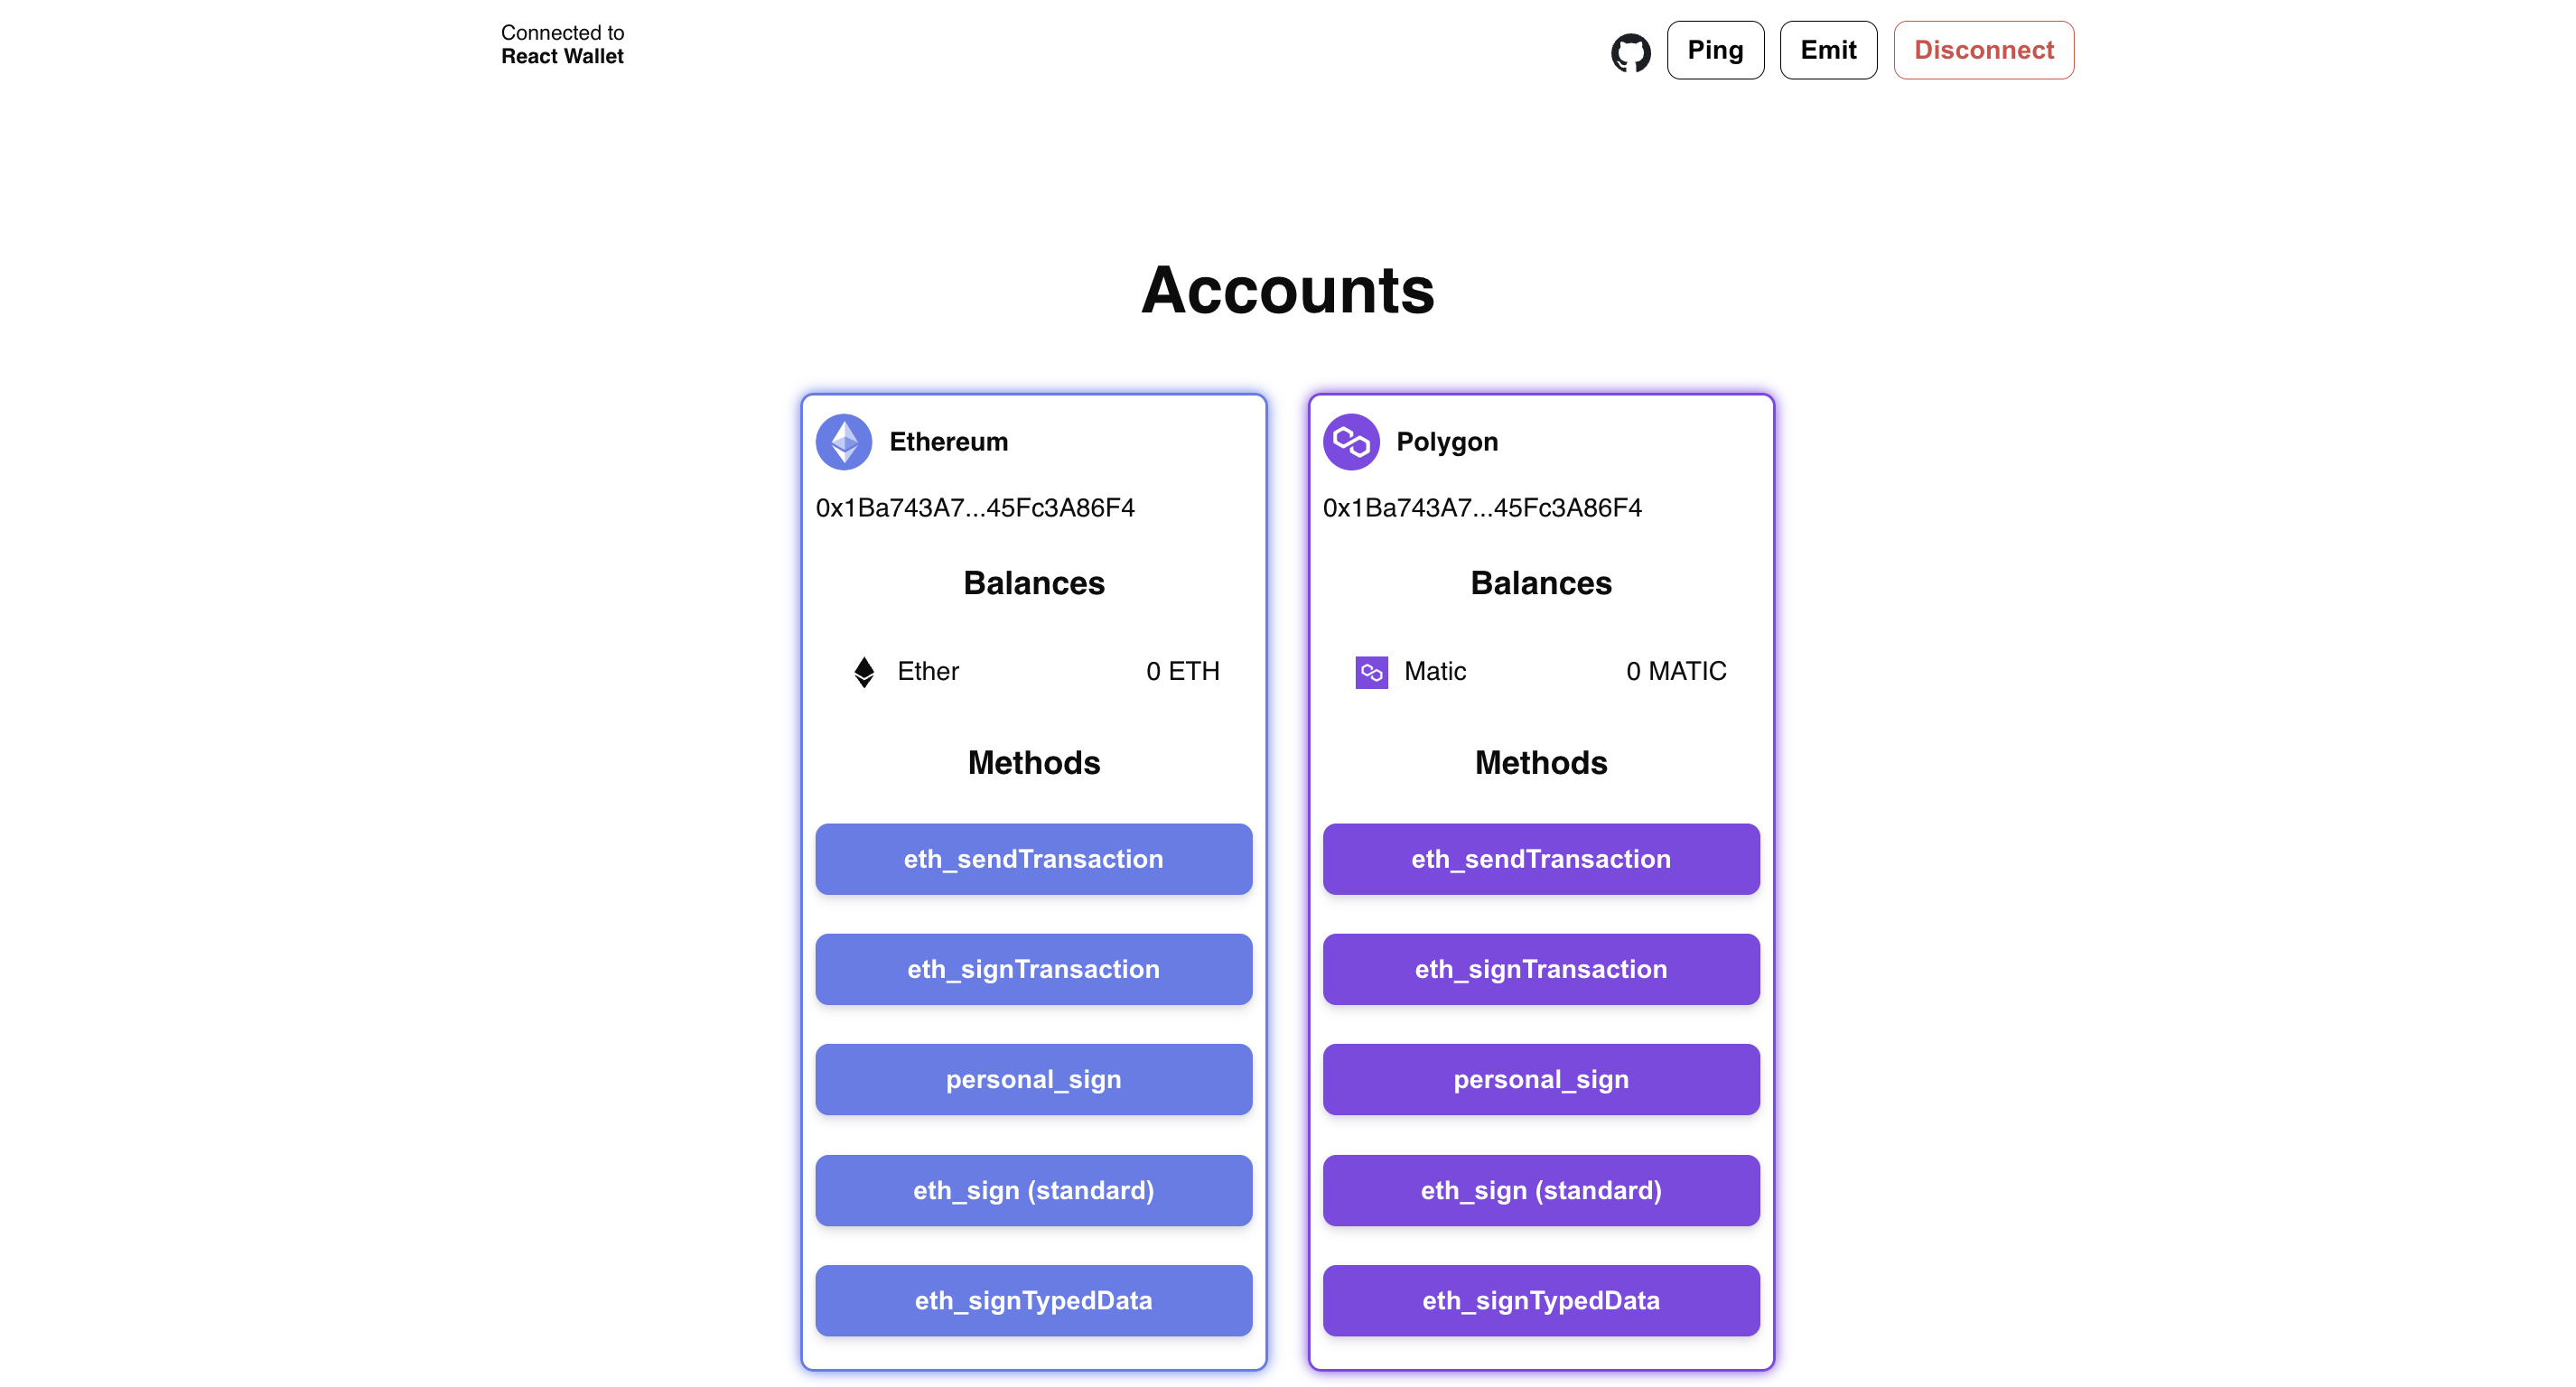 Connected to
React Wallet
Ping
Emit
Disconnect
Accounts
Ethereum
0x1Ba743A7...45Fc3A86F4
Balances
Ether 0 ETH
Methods
eth_sendTransaction
eth_signTransaction
personal_sign
eth_sign (standard)
eth_signTypedData
Polygon
0x1Ba743A7...45Fc3A86F4
Balances
Matic 0 MATIC
Methods
eth_sendTransaction
eth_signTransaction
personal_sign
eth_sign (standard)
eth_signTypedData